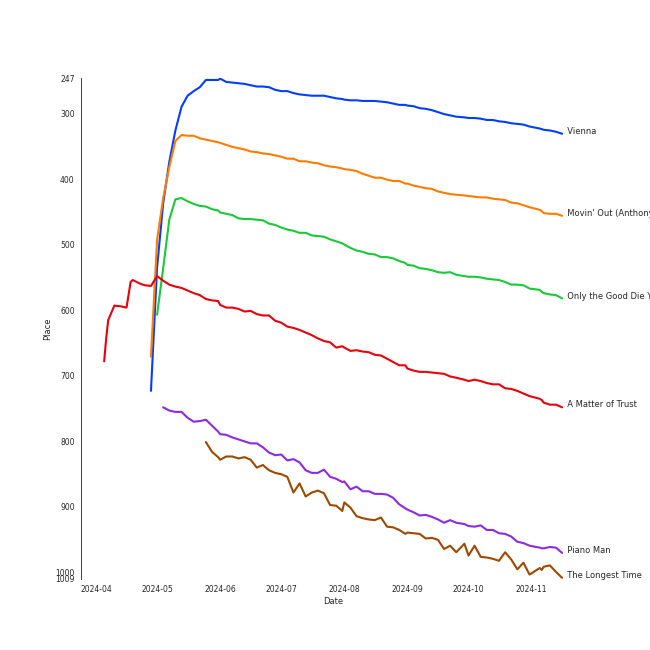 247
300
400
500
600
700
800
900
1000
1009
Place
2024-04 2024-05 2024-06 2024-07 2024-08 2024-09 2024-10 2024-11
Date
Vienna
Movin' Out (Anthony
Only the Good Die
A Matter of Trust
Piano Man
The Longest Time